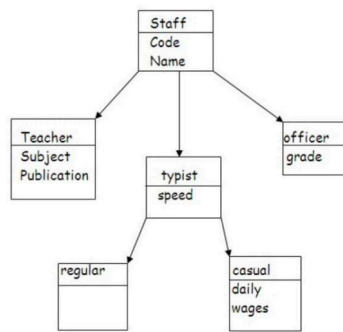 Staff
Code
Name
Teacher
Subject
Publication
typist
speed
officer
grade
regular
casual
daily
wages